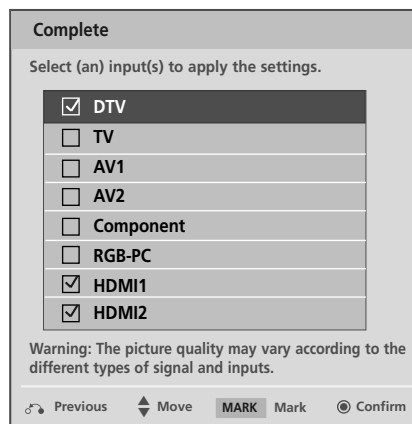 Complete
Select (an) input(s) to apply the settings.
DTV
TV
AV1
AV2
Component
RGB-PC
HDMI1
HDMI2
Warning: The picture quality may vary according to the
different types of signal and inputs.
Previous Move MARK Mark Confirm